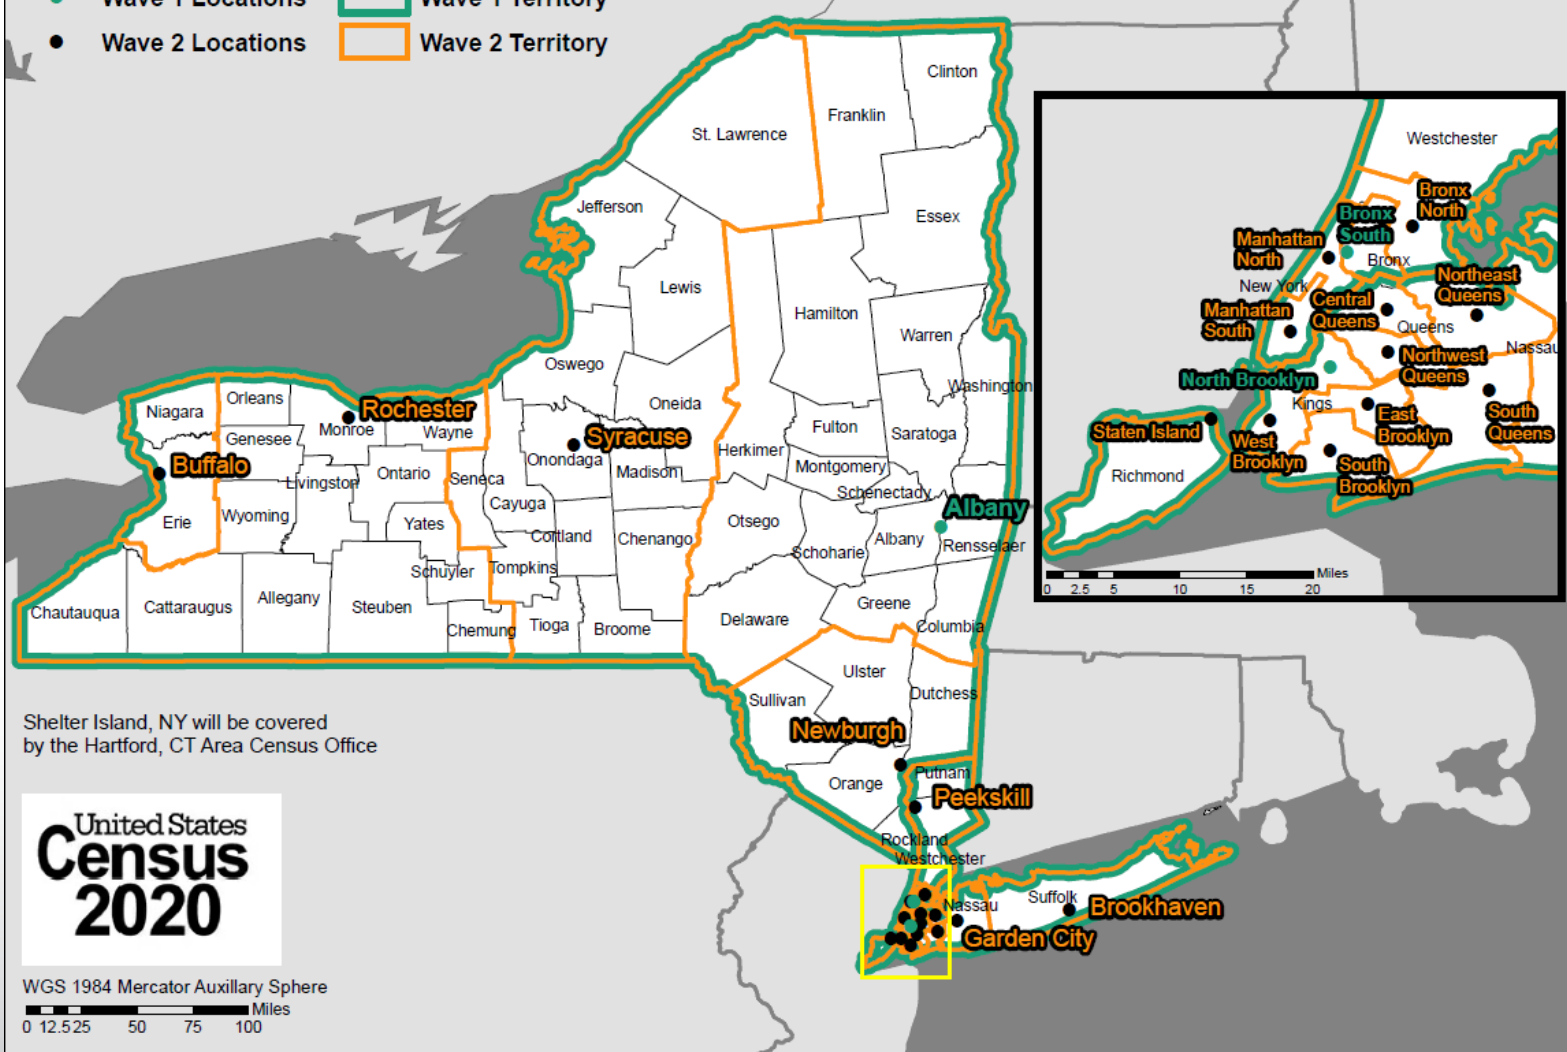 Wave 1 Locations
Wave 1 Territory
Wave 2 Locations
Wave 2 Territory
Clinton
Franklin
St. Lawrence
Jefferson
Essex
Lewis
Hamilton
Warren
Oswego
Washington
Oneida
Niagara
Orleans
Rochester
Monroe
Wayne
Genesee
Syracuse
Fulton
Saratoga
Herkimer
Onondaga
Madison
Montgomery
Buffalo
Ontario
Seneca
Livingston
Schenectady
Cayuga
Albany
Erie
Wyoming
Yates
Otsego
Cortland
Chenango
Albany
Rensselaer
Schoharie
Schuyler
Tompkins
Chautauqua
Cattaraugus
Allegany
Steuben
Greene
Delaware
Columbia
Chemung
Tioga
Broome
Ulster
Sullivan
Dutchess
Newburgh
Orange
Putnam
Peekskill
Rockland
Westchester
Nassau
Suffolk
Brookhaven
Garden City
Westchester
Bronx
North
Bronx
South
Manhattan
North
Bronx
New York
Northeast
Queens
Central
Queens
Manhattan
South
Queens
Nassau
Northwest
Queens
North Brooklyn
Kings
East
Brooklyn
South
Queens
Staten Island
West
Brooklyn
South
Brooklyn
Richmond
Miles
0 2.5 5 10 15 20
Shelter Island, NY will be covered
by the Hartford, CT Area Census Office
United States
Census
2020
WGS 1984 Mercator Auxillary Sphere
Miles
0 12.5 25 50 75 100